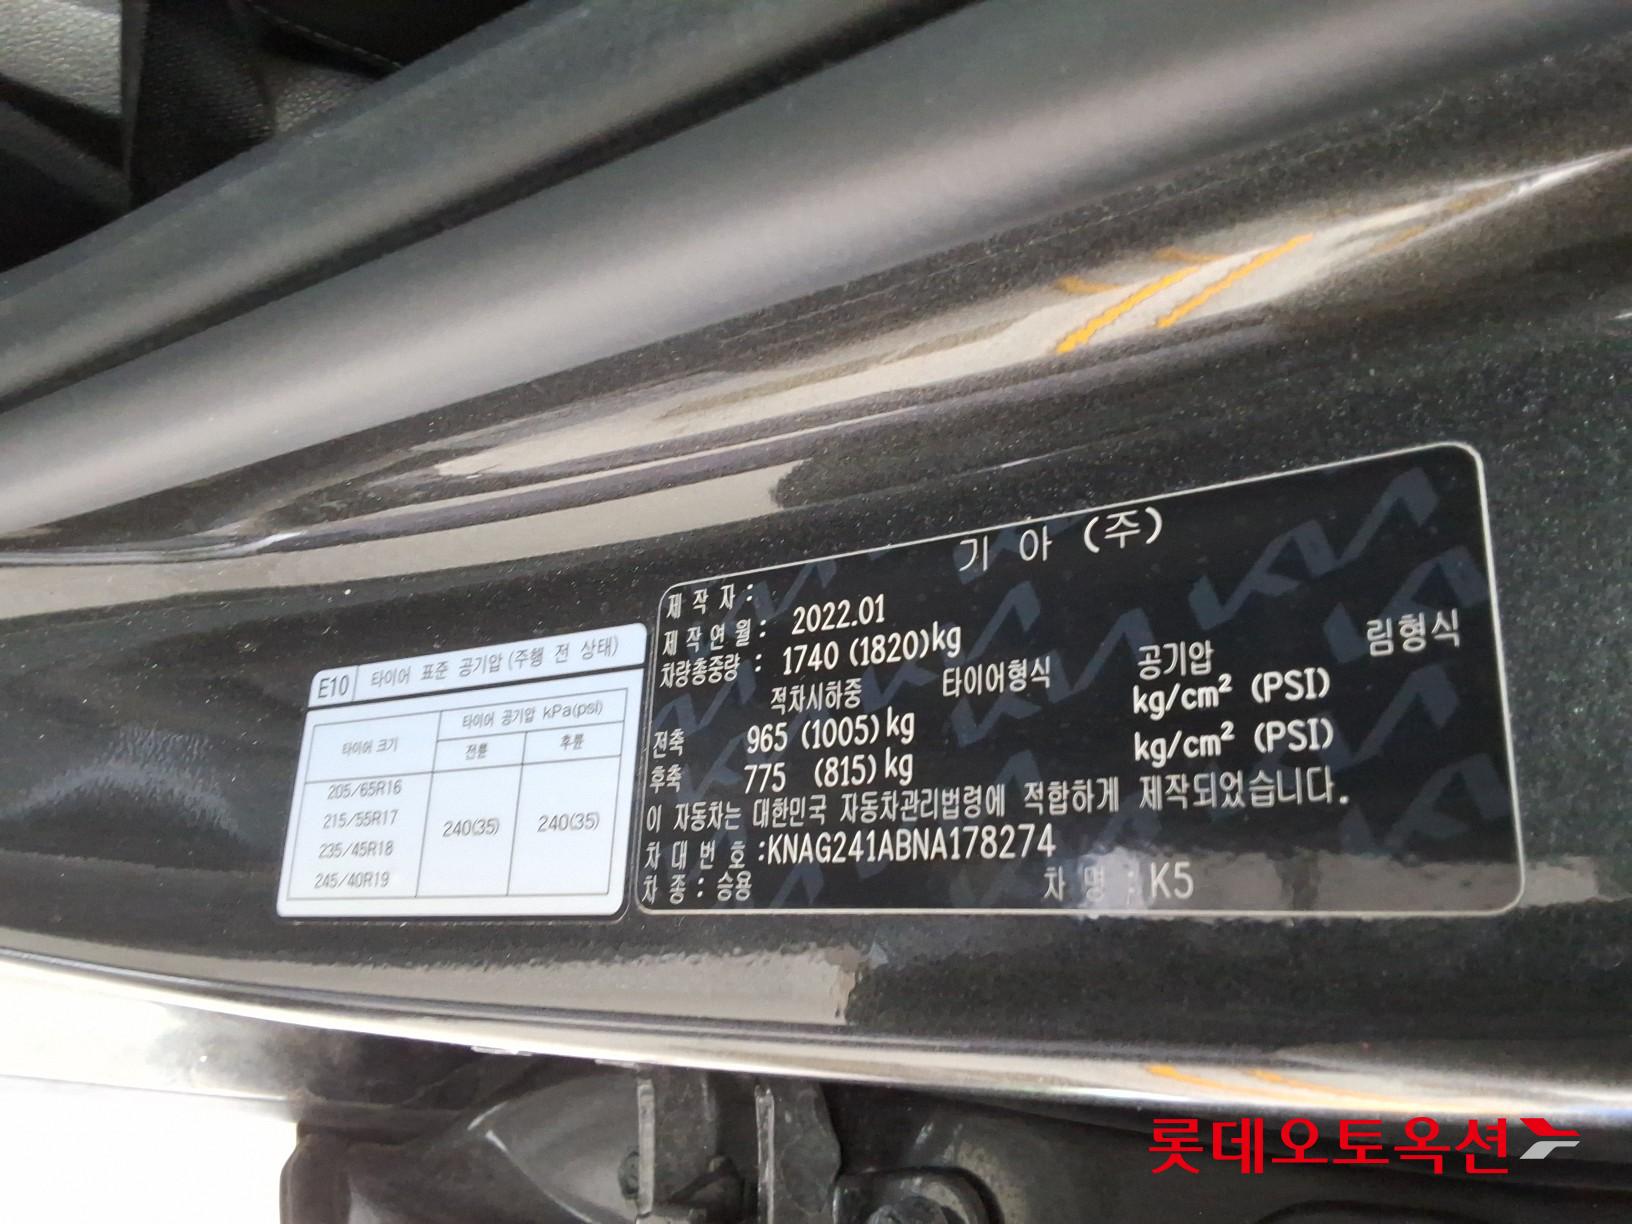 E10 타이어 표준 공기압 (주행 전 상태)
타이어 크기 타이어 공기압 kPa(psi)
전륜 후륜
205/65R16
215/55R17
235/45R18
245/40R19
240(35) 240(35)
제작자: 기아 (주)
제작연월: 2022.01
차량총중량: 1740 (1820)kg
적차시하중 타이어형식 공기압 림형식
전축 965 (1005)kg kg/cm² (PSI)
후축 775 (815)kg kg/cm² (PSI)
이 자동차는 대한민국 자동차관리법령에 적합하게 제작되었습니다.
차대번호:KNAG241ABNA178274
차종: 승용 차명: K5
롯데오토옥션